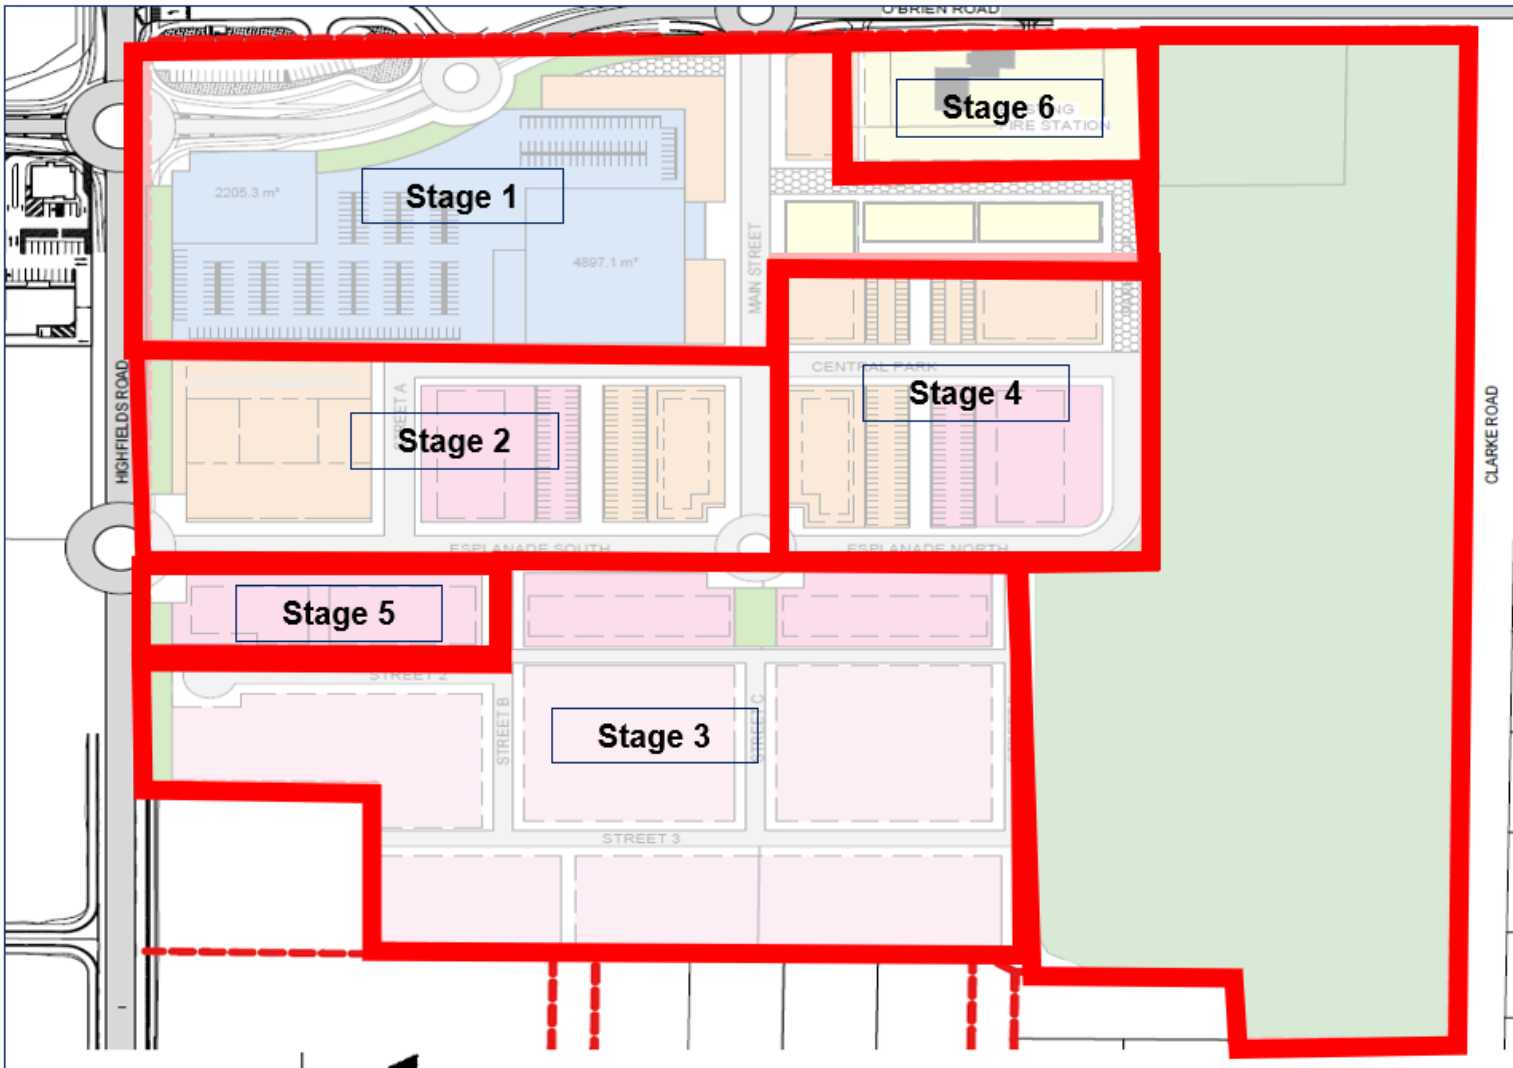 O'BRIEN ROAD
Stage 6
FIRE STATION
Stage 1
2205.3 m²
4897.1 m²
MAIN STREET
HIGHFIELDS ROAD
CENTRAL PARK
Stage 4
Stage 2
CLARKE ROAD
ESPLANADE SOUTH
ESPLANADE NORTH
Stage 5
STREET 2
STREET B
Stage 3
STREET C
STREET 3